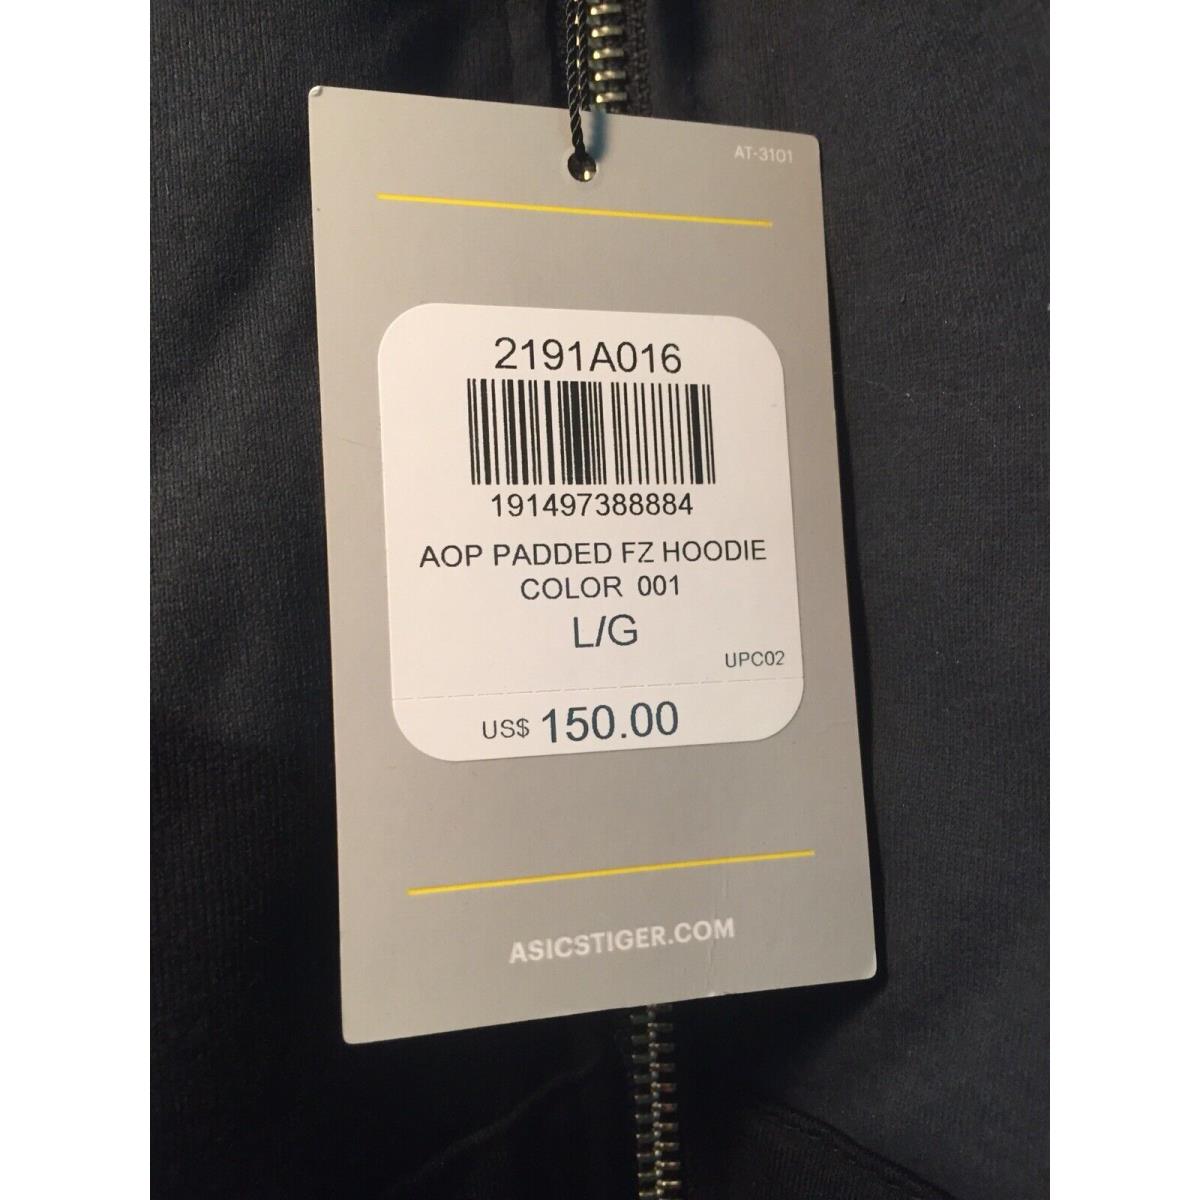 AT-3101
2191A016
191497388884
AOP PADDED FZ HOODIE
COLOR 001
L/G
UPC02
US$ 150.00
ASICSTIGER.COM